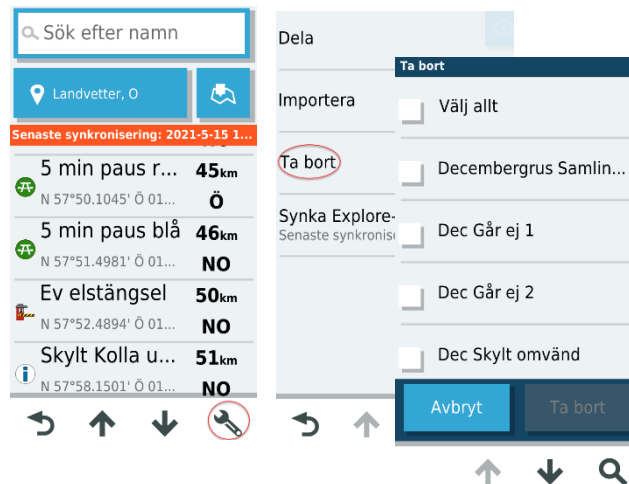 Sök efter namn
Landvetter, O
Senaste synkronisering: 2021-5-15 1...
5 min paus r... 45km
N 57°50.1045' Ö 01... Ö
5 min paus blå 46km
N 57°51.4981' Ö 01... NO
Ev elstängsel 50km
N 57°52.4894' Ö 01... NO
Skylt Kolla u... 51km
N 57°58.1501' Ö 01... NO
Dela
Importera
Ta bort
Synka Explore-
Senaste synkronis
Ta bort
Välj allt
Decembergrus Samlin...
Dec Går ej 1
Dec Går ej 2
Dec Skylt omvänd
Avbryt Ta bort